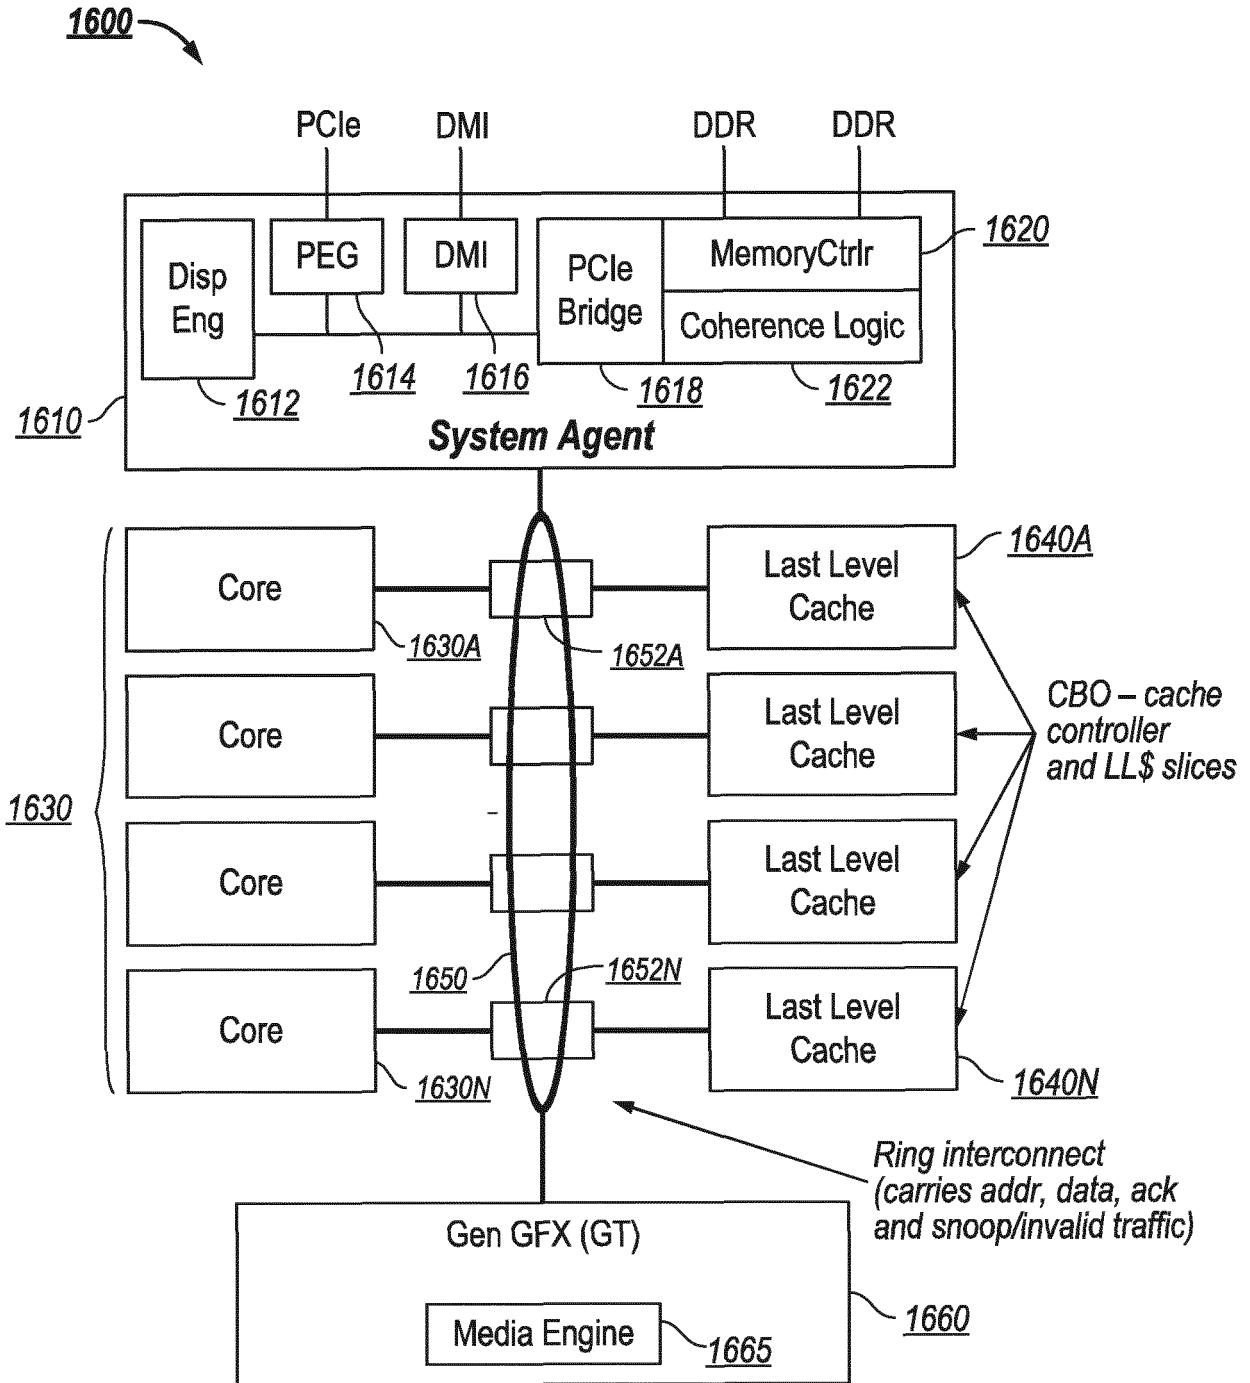 1600
PCIe
DMI
DDR
DDR
Disp
Eng
PEG
DMI
PCIe
Bridge
MemoryCtrlr
Coherence Logic
1620
1614
1616
1618
1622
1612
1610
System Agent
Core
1630A
1652A
Last Level
Cache
1640A
Core
Last Level
Cache
CBO – cache
controller
and LL$ slices
1630
Core
Last Level
Cache
1650
1652N
Core
1630N
Last Level
Cache
1640N
Ring interconnect
(carries addr, data, ack
and snoop/invalid traffic)
Gen GFX (GT)
Media Engine
1665
1660